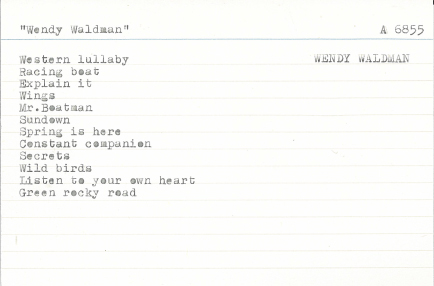 "Wendy Waldman"
A 6855
WENDY WALDMAN
Western lullaby
Racing boat
Explain it
Wings
Mr.Boatman
Sundown
Spring is here
Constant companion
Secrets
Wild birds
Listen to your own heart
Green rocky road